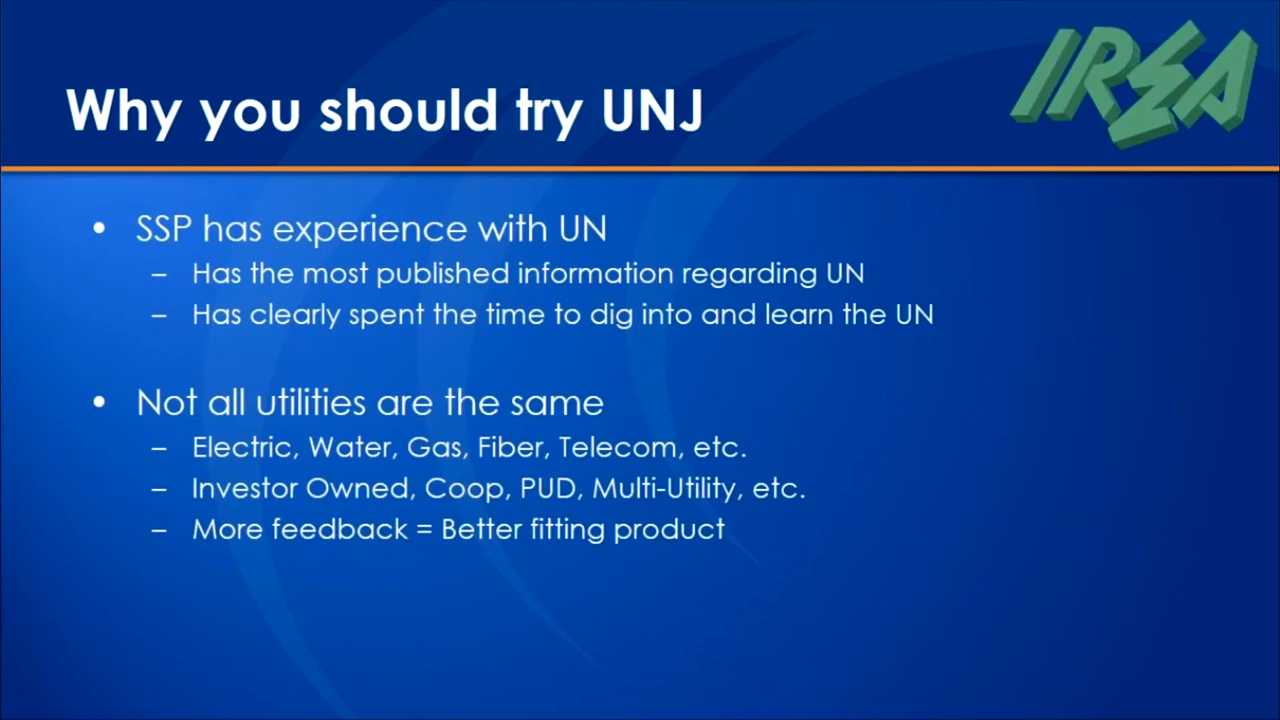 IREA
Why you should try UNJ
• SSP has experience with UN
– Has the most published information regarding UN
– Has clearly spent the time to dig into and learn the UN
• Not all utilities are the same
– Electric, Water, Gas, Fiber, Telecom, etc.
– Investor Owned, Coop, PUD, Multi-Utility, etc.
– More feedback = Better fitting product